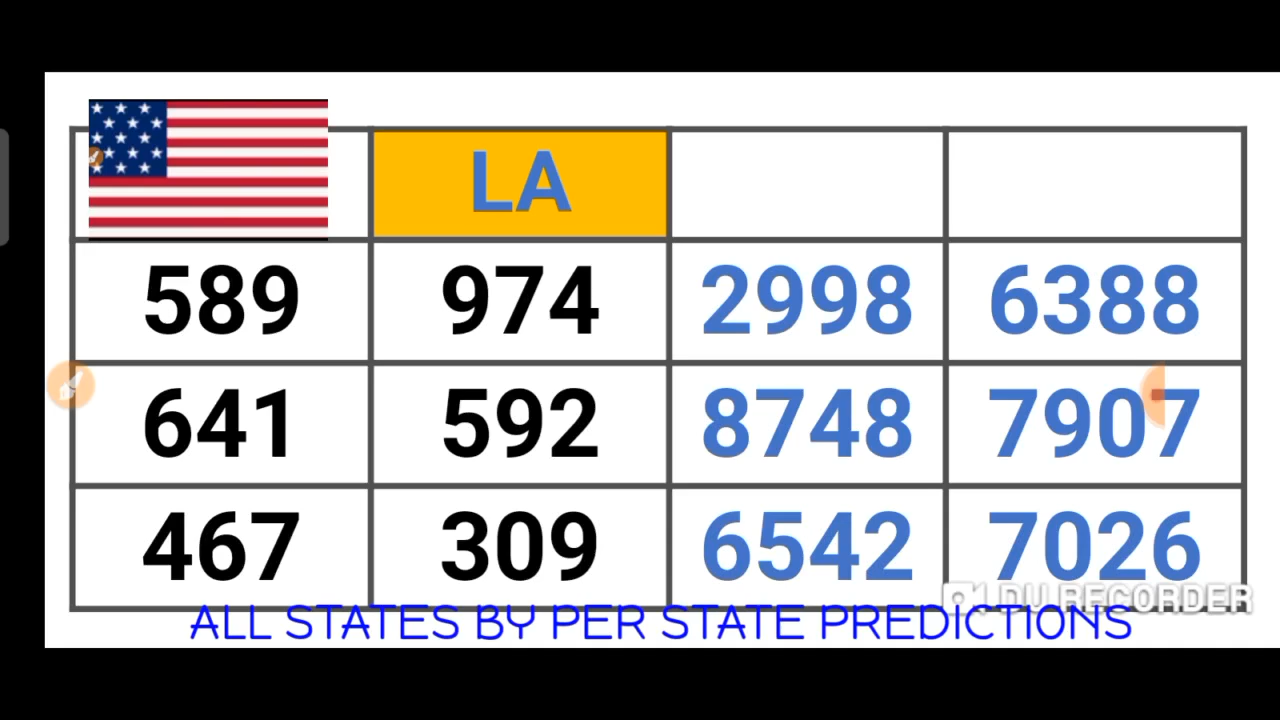 LA
589 974 2998 6388
641 592 8748 7907
467 309 6542 7026
DU RECORDER
ALL STATES BY PER STATE PREDICTIONS